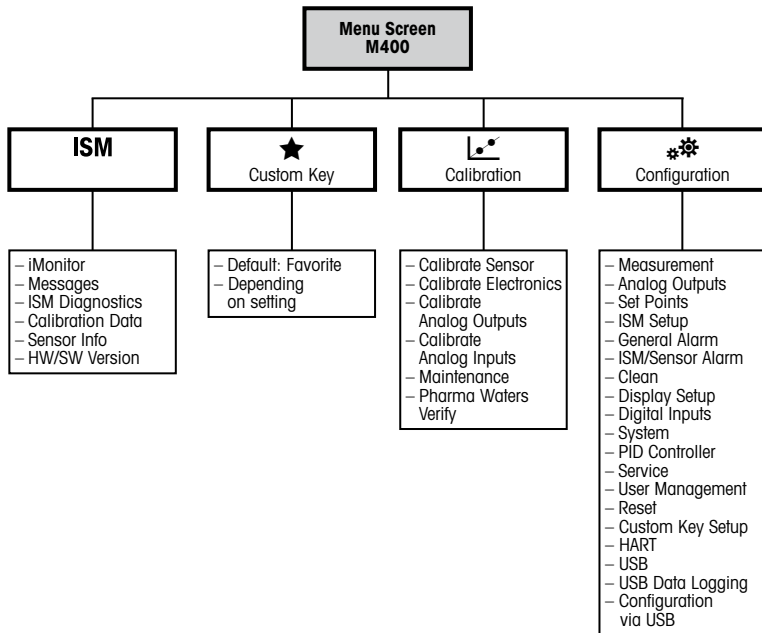 Menu Screen
M400
ISM
Custom Key
Calibration
Configuration
– iMonitor
– Messages
– ISM Diagnostics
– Calibration Data
– Sensor Info
– HW/SW Version
– Default: Favorite
– Depending
on setting
– Calibrate Sensor
– Calibrate Electronics
– Calibrate
Analog Outputs
– Calibrate
Analog Inputs
– Maintenance
– Pharma Waters
Verify
– Measurement
– Analog Outputs
– Set Points
– ISM Setup
– General Alarm
– ISM/Sensor Alarm
– Clean
– Display Setup
– Digital Inputs
– System
– PID Controller
– Service
– User Management
– Reset
– Custom Key Setup
– HART
– USB
– USB Data Logging
– Configuration
via USB